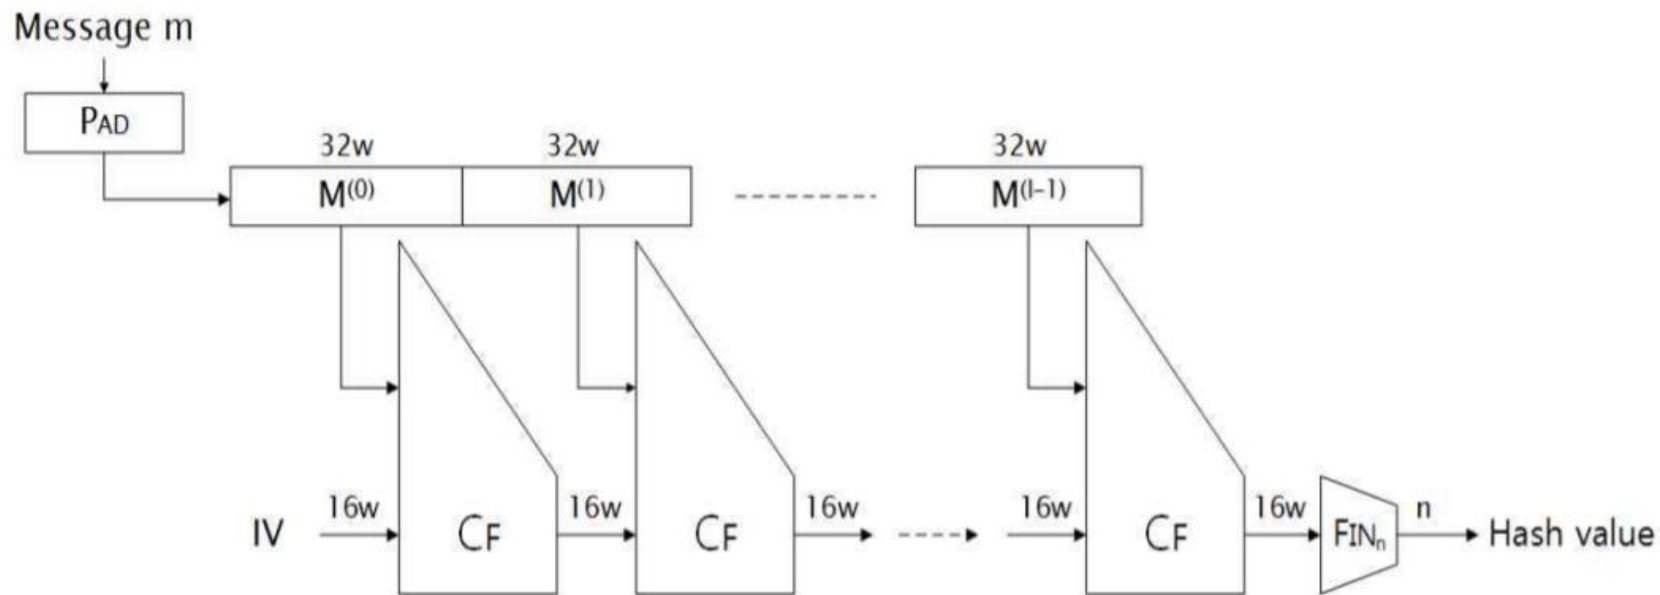 Message m
PAD
32w 32w 32w
M(0) M(1) M(l-1)
IV 16w CF 16w CF 16w 16w CF 16w FINn n Hash value